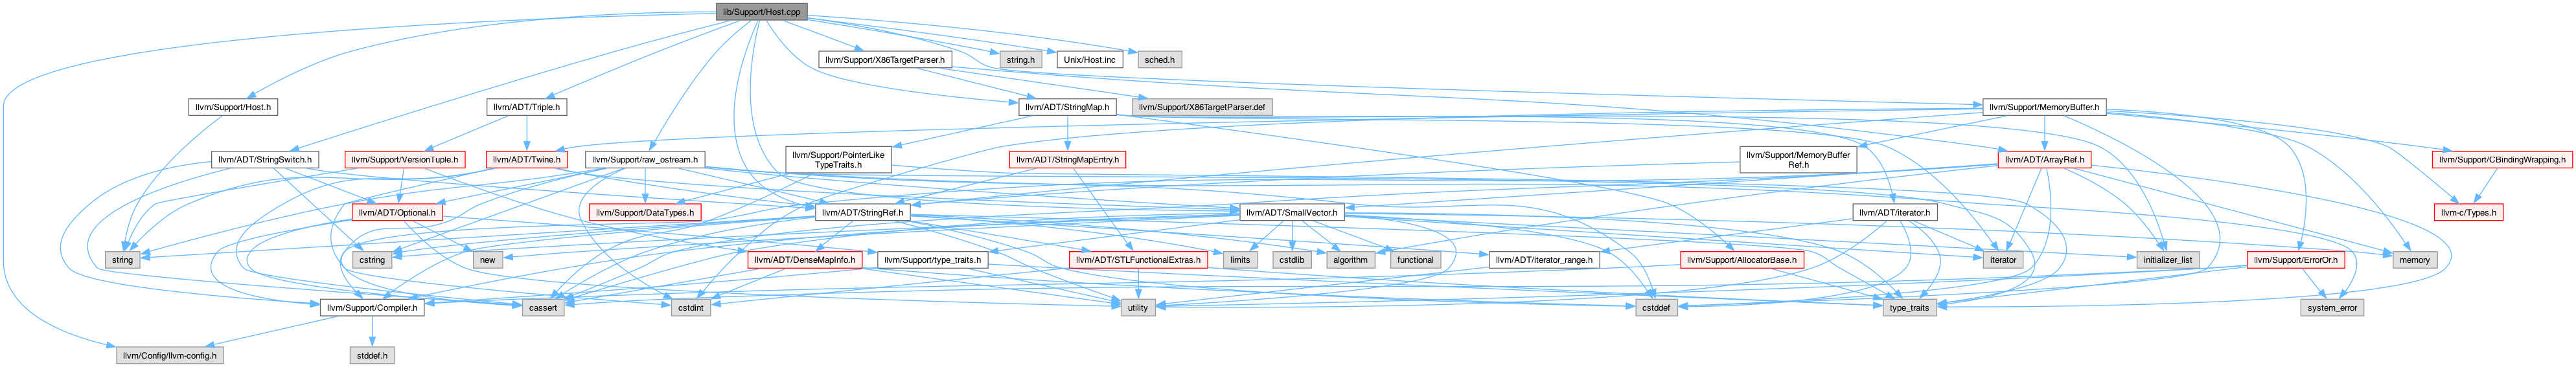 lib/Support/Host.cpp
llvm/Support/X86TargetParser.h
string.h
Unix/Host.inc
sched.h
llvm/Support/Host.h
llvm/ADT/Triple.h
llvm/ADT/StringMap.h
llvm/Support/X86TargetParser.def
llvm/Support/MemoryBuffer.h
llvm/ADT/StringSwitch.h
llvm/Support/VersionTuple.h
llvm/ADT/Twine.h
llvm/Support/raw_ostream.h
llvm/Support/PointerLike
TypeTraits.h
llvm/ADT/StringMapEntry.h
llvm/Support/MemoryBuffer
Ref.h
llvm/ADT/ArrayRef.h
llvm/Support/CBindingWrapping.h
llvm/ADT/Optional.h
llvm/Support/DataTypes.h
llvm/ADT/StringRef.h
llvm/ADT/SmallVector.h
llvm/ADT/iterator.h
llvm-c/Types.h
string
cstring
new
llvm/ADT/DenseMapInfo.h
llvm/Support/type_traits.h
llvm/ADT/STLFunctionalExtras.h
limits
cstdlib
algorithm
functional
llvm/ADT/iterator_range.h
llvm/Support/AllocatorBase.h
iterator
initializer_list
llvm/Support/ErrorOr.h
memory
llvm/Support/Compiler.h
cassert
cstdint
utility
cstddef
type_traits
system_error
llvm/Config/llvm-config.h
stddef.h